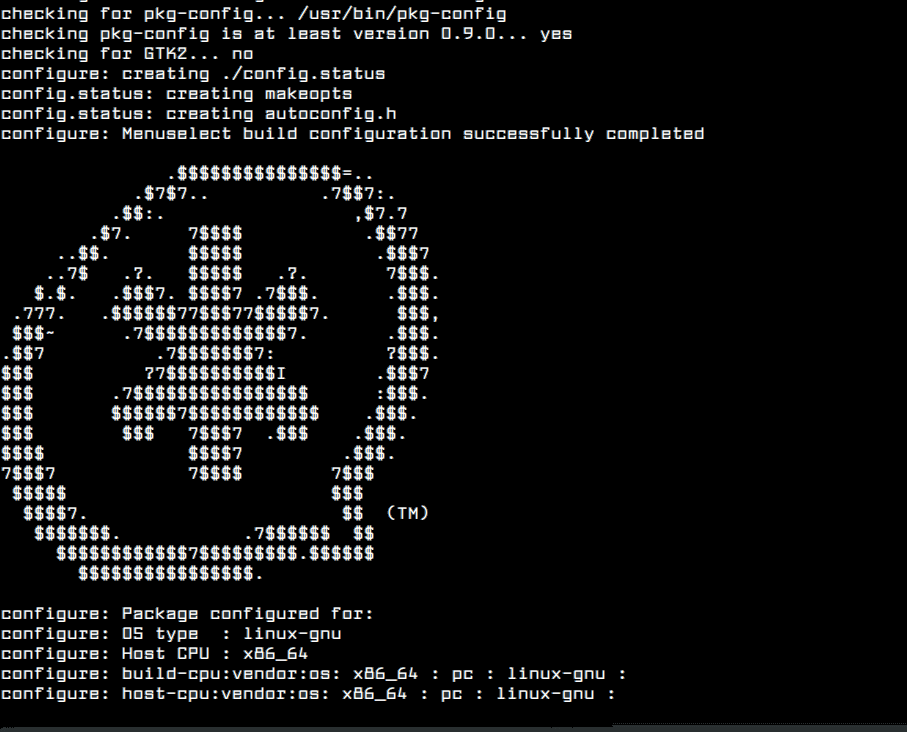 checking for pkg-config... /usr/bin/pkg-config
checking pkg-config is at least version 0.9.0... yes
checking for GTK2... no
configure: creating ./config.status
config.status: creating makeopts
config.status: creating autoconfig.h
configure: Menuselect build configuration successfully completed

               .$$$$$$$$$$$$$$$=..
            .$7$7..          .7$$7:.
          .$$:.                 ,$7.7
        .$7.     7$$$$           .$$77
     ..$$.       $$$$$            .$$$7
    ..7$   .?.   $$$$$   .?.       7$$$.
   $.$.   .$$$7. $$$$7 .7$$$.      .$$$.
 .777.   .$$$$$$77$$$77$$$$$7.      $$$,
 $$$~      .7$$$$$$$$$$$$$7.       .$$$.
.$$7          .7$$$$$$$7:          ?$$$.
$$$          ?7$$$$$$$$$$I        .$$$7
$$$       .7$$$$$$$$$$$$$$$$      :$$$.
$$$       $$$$$$7$$$$$$$$$$$$    .$$$.
$$$        $$$   7$$$7  .$$$    .$$$.
$$$$             $$$$7         .$$$.
7$$$7            7$$$$        7$$$
 $$$$$                        $$$
  $$$$7.                       $$  (TM)
   $$$$$$$.           .7$$$$$$  $$
     $$$$$$$$$$$$7$$$$$$$$$.$$$$$$
       $$$$$$$$$$$$$$$$.

configure: Package configured for:
configure: OS type  : linux-gnu
configure: Host CPU : x86_64
configure: build-cpu:vendor:os: x86_64 : pc : linux-gnu :
configure: host-cpu:vendor:os: x86_64 : pc : linux-gnu :